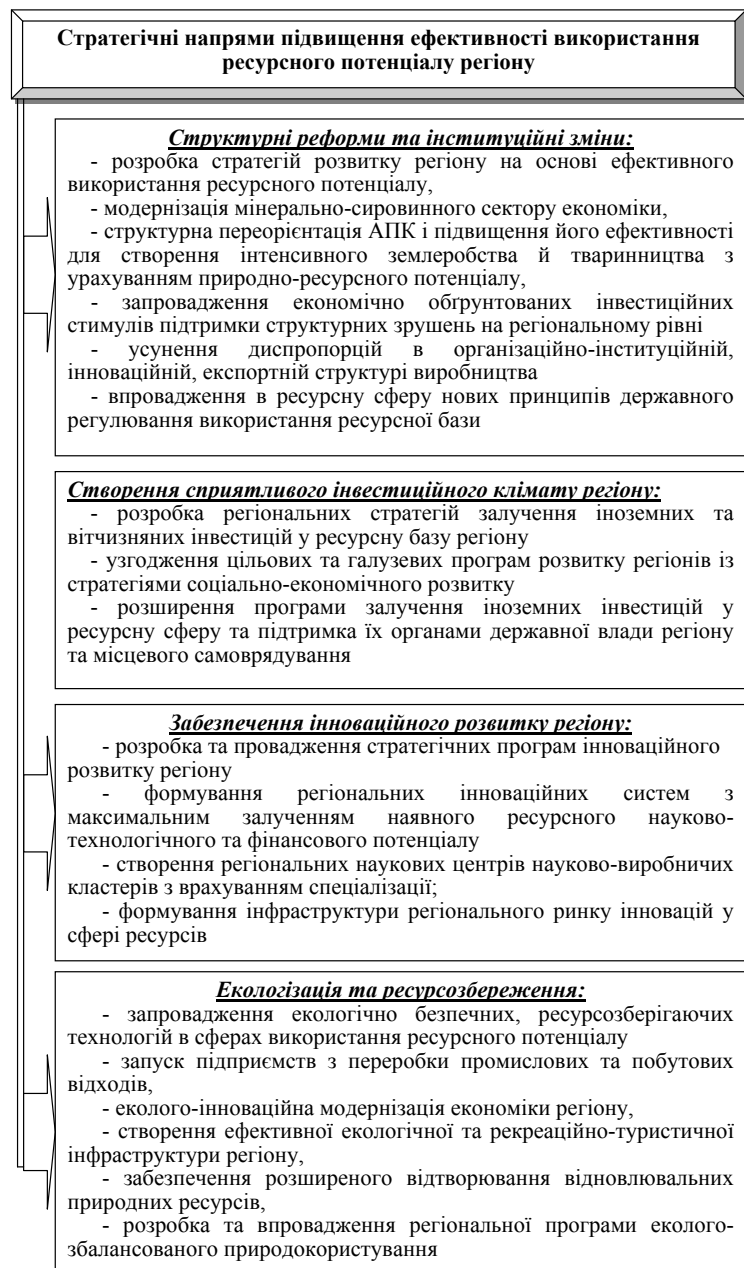 Стратегічні напрями підвищення ефективності використання
ресурсного потенціалу регіону
Структурні реформи та інституційні зміни:
- розробка стратегій розвитку регіону на основі ефективного
використання ресурсного потенціалу,
- модернізація мінерально-сировинного сектору економіки,
- структурна переорієнтація АПК і підвищення його ефективності
для створення інтенсивного землеробства й тваринництва з
урахуванням природно-ресурсного потенціалу,
- запровадження економічно обґрунтованих інвестиційних
стимулів підтримки структурних зрушень на регіональному рівні
- усунення диспропорцій в організаційно-інституційній,
інноваційній, експортній структурі виробництва
- впровадження в ресурсну сферу нових принципів державного
регулювання використання ресурсної бази
Створення сприятливого інвестиційного клімату регіону:
- розробка регіональних стратегій залучення іноземних та
вітчизняних інвестицій у ресурсну базу регіону
- узгодження цільових та галузевих програм розвитку регіонів із
стратегіями соціально-економічного розвитку
- розширення програми залучення іноземних інвестицій у
ресурсну сферу та підтримка їх органами державної влади регіону
та місцевого самоврядування
Забезпечення інноваційного розвитку регіону:
- розробка та провадження стратегічних програм інноваційного
розвитку регіону
- формування регіональних інноваційних систем з
максимальним залученням наявного ресурсного науково-
технологічного та фінансового потенціалу
- створення регіональних наукових центрів науково-виробничих
кластерів з врахуванням спеціалізації;
- формування інфраструктури регіонального ринку інновацій у
сфері ресурсів
Екологізація та ресурсозбереження:
- запровадження екологічно безпечних, ресурсозберігаючих
технологій в сферах використання ресурсного потенціалу
- запуск підприємств з переробки промислових та побутових
відходів,
- еколого-інноваційна модернізація економіки регіону,
- створення ефективної екологічної та рекреаційно-туристичної
інфраструктури регіону,
- забезпечення розширеного відтворювання відновлювальних
природних ресурсів,
- розробка та впровадження регіональної програми еколого-
збалансованого природокористування